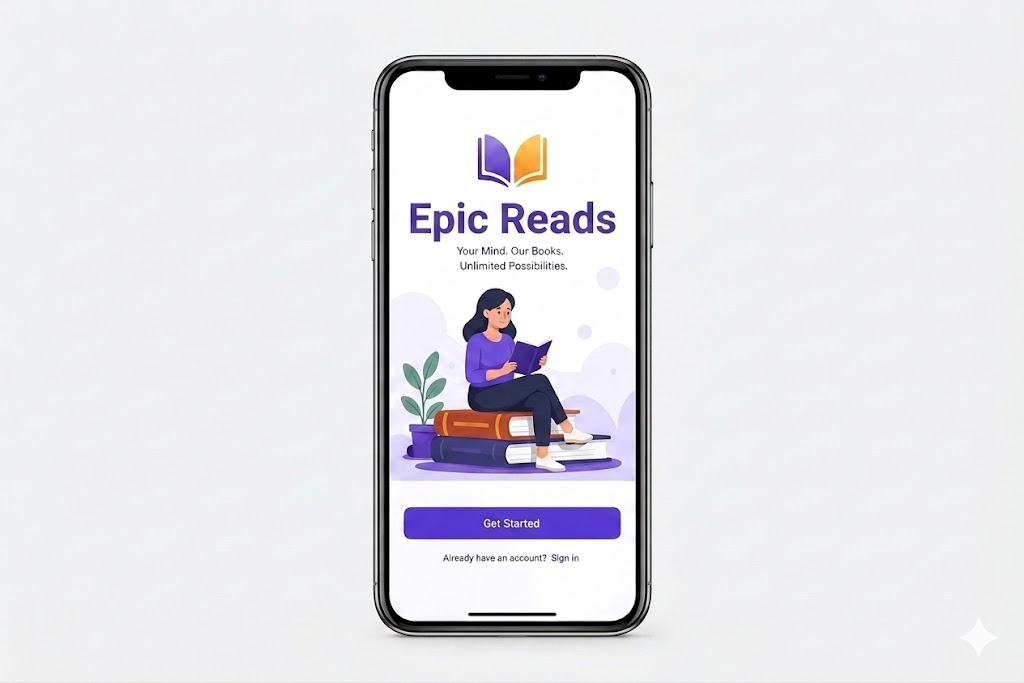 Epic Reads
Your Mind. Our Books.
Unlimited Possibilities.
Get Started
Already have an account? Sign in